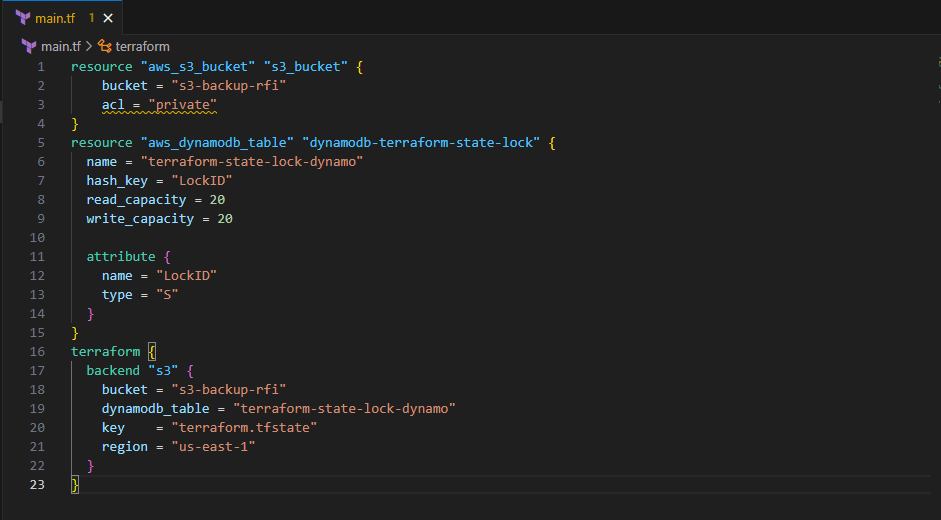 main.tf 1 ✕
main.tf > terraform
1 resource "aws_s3_bucket" "s3_bucket" {
2     bucket = "s3-backup-rfi"
3     acl = "private"
4 }
5 resource "aws_dynamodb_table" "dynamodb-terraform-state-lock" {
6   name = "terraform-state-lock-dynamo"
7   hash_key = "LockID"
8   read_capacity = 20
9   write_capacity = 20
10
11   attribute {
12     name = "LockID"
13     type = "S"
14   }
15 }
16 terraform {
17   backend "s3" {
18     bucket = "s3-backup-rfi"
19     dynamodb_table = "terraform-state-lock-dynamo"
20     key    = "terraform.tfstate"
21     region = "us-east-1"
22   }
23 }